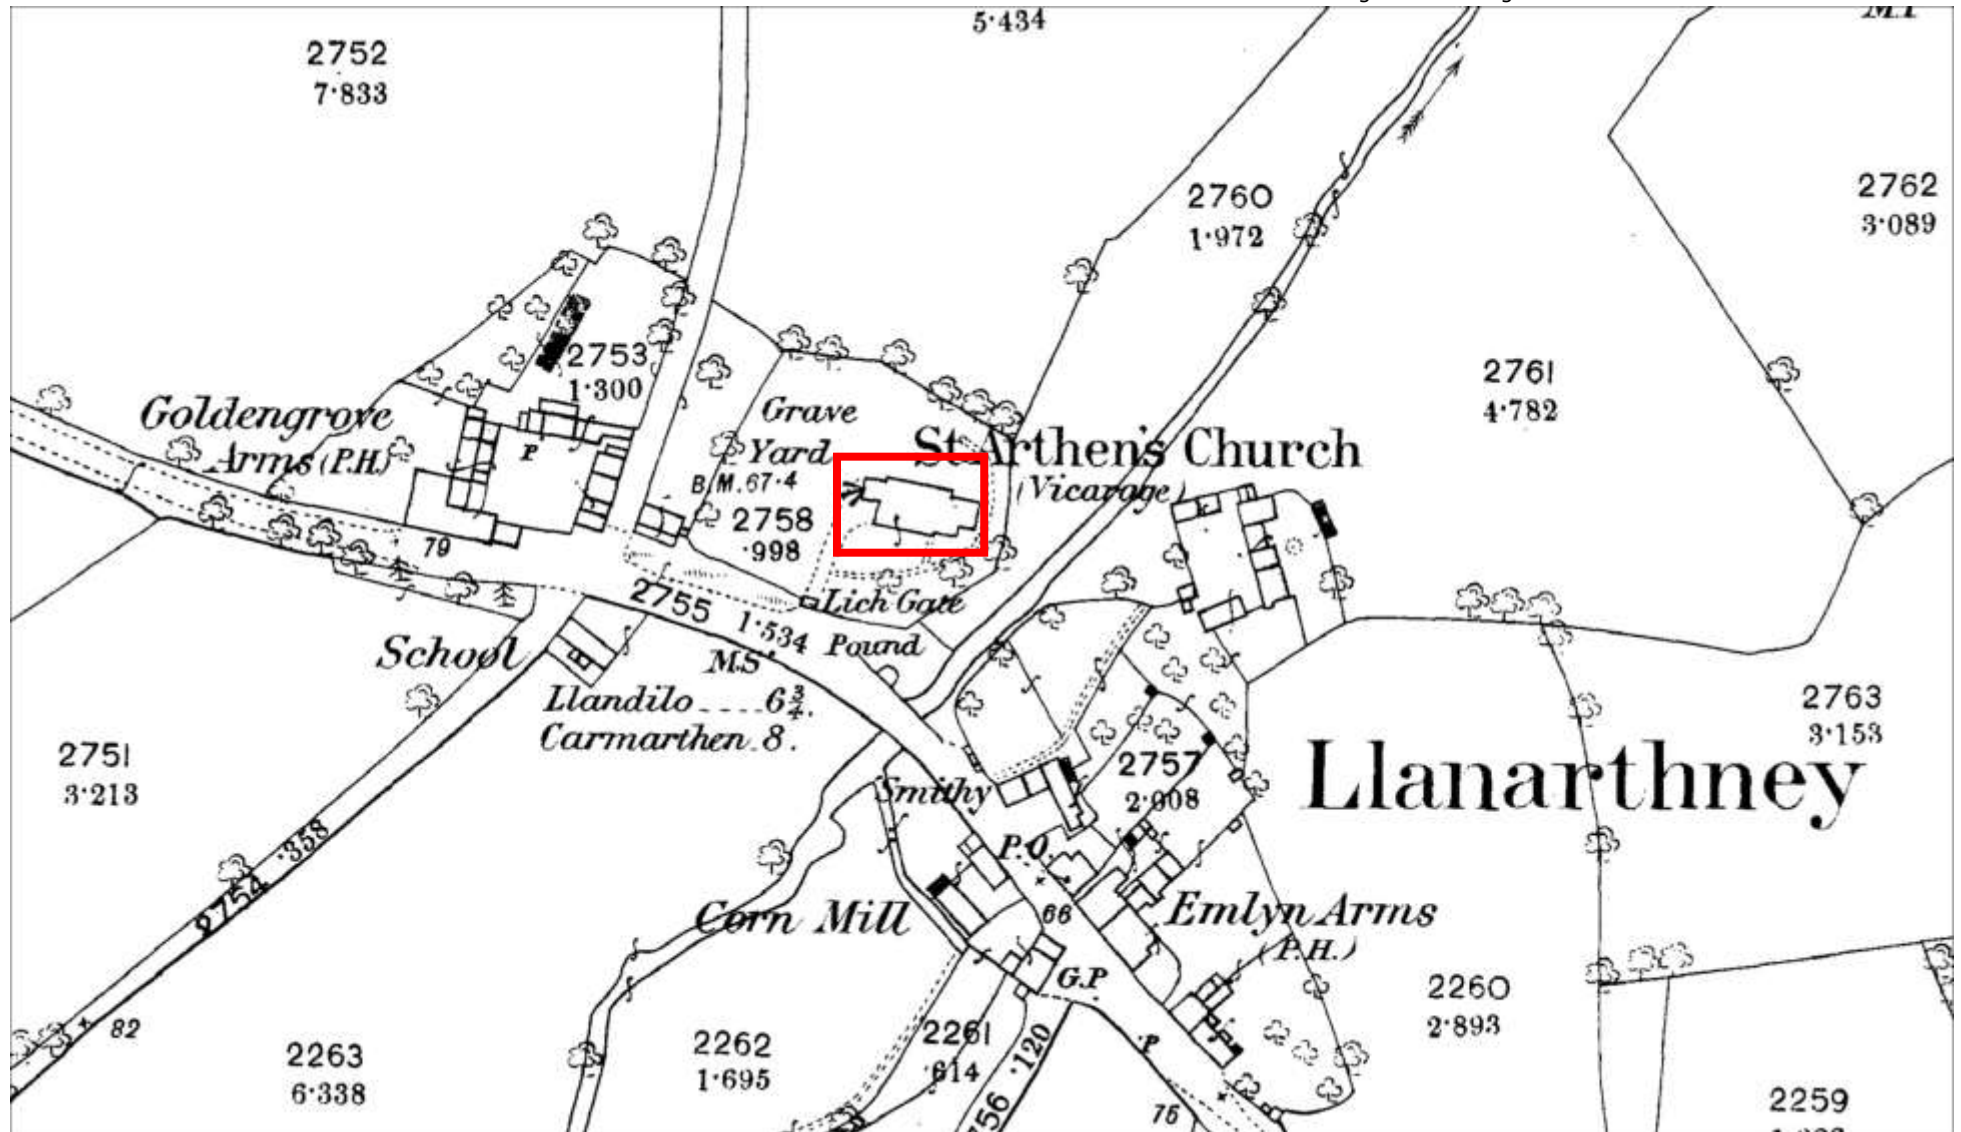 5·434
2752
7·833
2760
1·972
2762
3·089
2753
1·300
2761
4·782
Goldengrove
Arms (P.H.)
P
Grave
Yard
B.M. 67·4
St Arthen's Church
(Vicarage)
2758
·998
79
2755
1·534
Lich Gate
Pound
School
M.S.
Llandilo ---- 6¾.
Carmarthen 8.
2751
3·213
2763
3·153
Llanarthney
2757
2·008
Smithy
P.O.
2754
·358
Corn Mill
66
Emlyn Arms
(P.H.)
G.P
P
2260
2·893
82
2263
6·338
2262
1·695
2261
·614
·120
75
2259